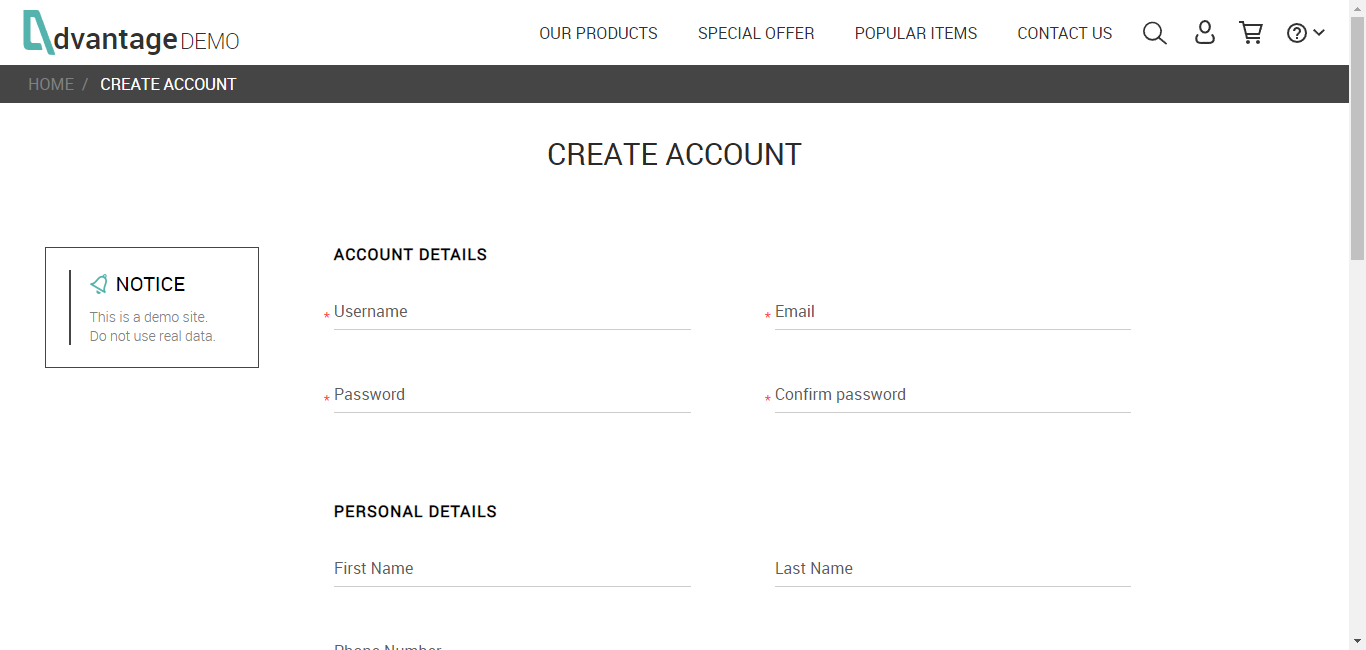 dvantage DEMO
OUR PRODUCTS SPECIAL OFFER POPULAR ITEMS CONTACT US
HOME / CREATE ACCOUNT
CREATE ACCOUNT
NOTICE
This is a demo site.
Do not use real data.
ACCOUNT DETAILS
* Username
* Email
* Password
* Confirm password
PERSONAL DETAILS
First Name
Last Name
Phone Number